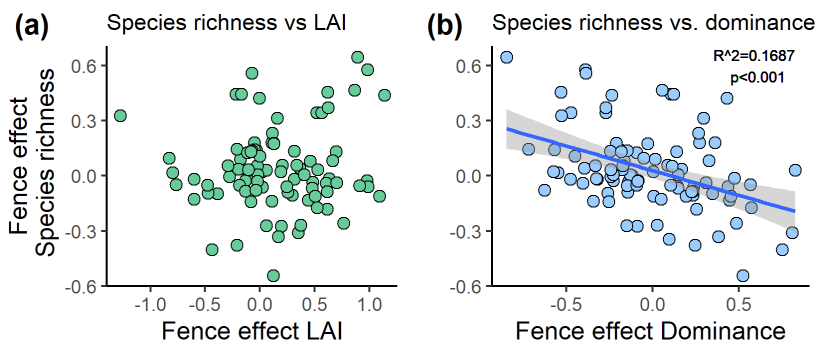 (a) Species richness vs LAI
Fence effect
Species richness
0.6
0.3
0.0
-0.3
-0.6
-1.0 -0.5 0.0 0.5 1.0
Fence effect LAI
(b) Species richness vs. dominance
R^2=0.1687
p<0.001
0.6
0.3
0.0
-0.3
-0.6
-0.5 0.0 0.5
Fence effect Dominance